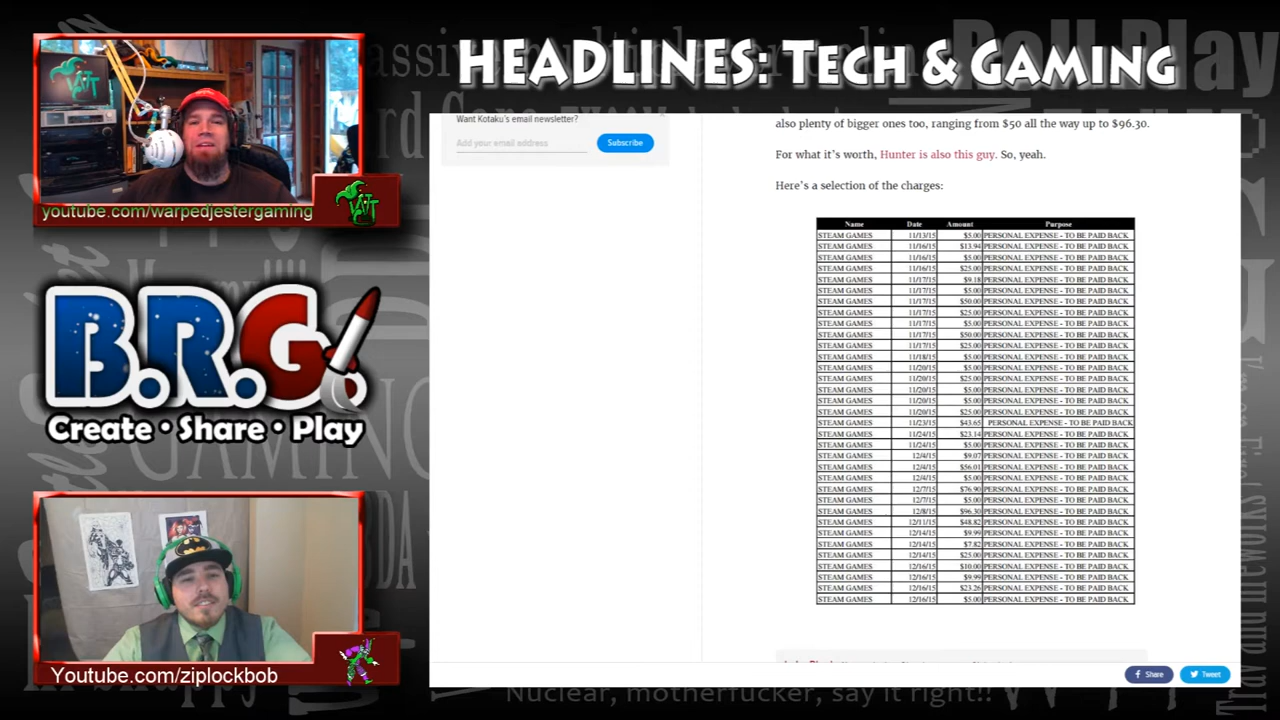 HEADLINES: TECH & GAMING
youtube.com/warpedjestergaming
B.R.G.
Create • Share • Play
Youtube.com/ziplockbob
Want Kotaku's email newsletter?
Add your email address
Subscribe
also plenty of bigger ones too, ranging from $50 all the way up to $96.30.
For what it's worth, Hunter is also this guy. So, yeah.
Here's a selection of the charges:
Name Date Amount Purpose
STEAM GAMES 11/13/15 $5.00 PERSONAL EXPENSE - TO BE PAID BACK
STEAM GAMES 11/16/15 $13.94 PERSONAL EXPENSE - TO BE PAID BACK
STEAM GAMES 11/16/15 $5.00 PERSONAL EXPENSE - TO BE PAID BACK
STEAM GAMES 11/16/15 $25.00 PERSONAL EXPENSE - TO BE PAID BACK
STEAM GAMES 11/17/15 $9.18 PERSONAL EXPENSE - TO BE PAID BACK
STEAM GAMES 11/17/15 $5.00 PERSONAL EXPENSE - TO BE PAID BACK
STEAM GAMES 11/17/15 $50.00 PERSONAL EXPENSE - TO BE PAID BACK
STEAM GAMES 11/17/15 $25.00 PERSONAL EXPENSE - TO BE PAID BACK
STEAM GAMES 11/17/15 $5.00 PERSONAL EXPENSE - TO BE PAID BACK
STEAM GAMES 11/17/15 $50.00 PERSONAL EXPENSE - TO BE PAID BACK
STEAM GAMES 11/17/15 $25.00 PERSONAL EXPENSE - TO BE PAID BACK
STEAM GAMES 11/18/15 $5.00 PERSONAL EXPENSE - TO BE PAID BACK
STEAM GAMES 11/20/15 $5.00 PERSONAL EXPENSE - TO BE PAID BACK
STEAM GAMES 11/20/15 $25.00 PERSONAL EXPENSE - TO BE PAID BACK
STEAM GAMES 11/20/15 $5.00 PERSONAL EXPENSE - TO BE PAID BACK
STEAM GAMES 11/20/15 $5.00 PERSONAL EXPENSE - TO BE PAID BACK
STEAM GAMES 11/20/15 $25.00 PERSONAL EXPENSE - TO BE PAID BACK
STEAM GAMES 11/23/15 $43.65 PERSONAL EXPENSE - TO BE PAID BACK
STEAM GAMES 11/24/15 $23.14 PERSONAL EXPENSE - TO BE PAID BACK
STEAM GAMES 11/24/15 $5.00 PERSONAL EXPENSE - TO BE PAID BACK
STEAM GAMES 12/4/15 $9.07 PERSONAL EXPENSE - TO BE PAID BACK
STEAM GAMES 12/4/15 $56.01 PERSONAL EXPENSE - TO BE PAID BACK
STEAM GAMES 12/4/15 $5.00 PERSONAL EXPENSE - TO BE PAID BACK
STEAM GAMES 12/7/15 $76.90 PERSONAL EXPENSE - TO BE PAID BACK
STEAM GAMES 12/7/15 $5.00 PERSONAL EXPENSE - TO BE PAID BACK
STEAM GAMES 12/8/15 $96.30 PERSONAL EXPENSE - TO BE PAID BACK
STEAM GAMES 12/11/15 $48.82 PERSONAL EXPENSE - TO BE PAID BACK
STEAM GAMES 12/14/15 $9.99 PERSONAL EXPENSE - TO BE PAID BACK
STEAM GAMES 12/14/15 $7.82 PERSONAL EXPENSE - TO BE PAID BACK
STEAM GAMES 12/14/15 $25.00 PERSONAL EXPENSE - TO BE PAID BACK
STEAM GAMES 12/16/15 $10.00 PERSONAL EXPENSE - TO BE PAID BACK
STEAM GAMES 12/16/15 $9.99 PERSONAL EXPENSE - TO BE PAID BACK
STEAM GAMES 12/16/15 $23.26 PERSONAL EXPENSE - TO BE PAID BACK
STEAM GAMES 12/16/15 $5.00 PERSONAL EXPENSE - TO BE PAID BACK
Share
Tweet
Nuclear, motherfucker, say it right!!